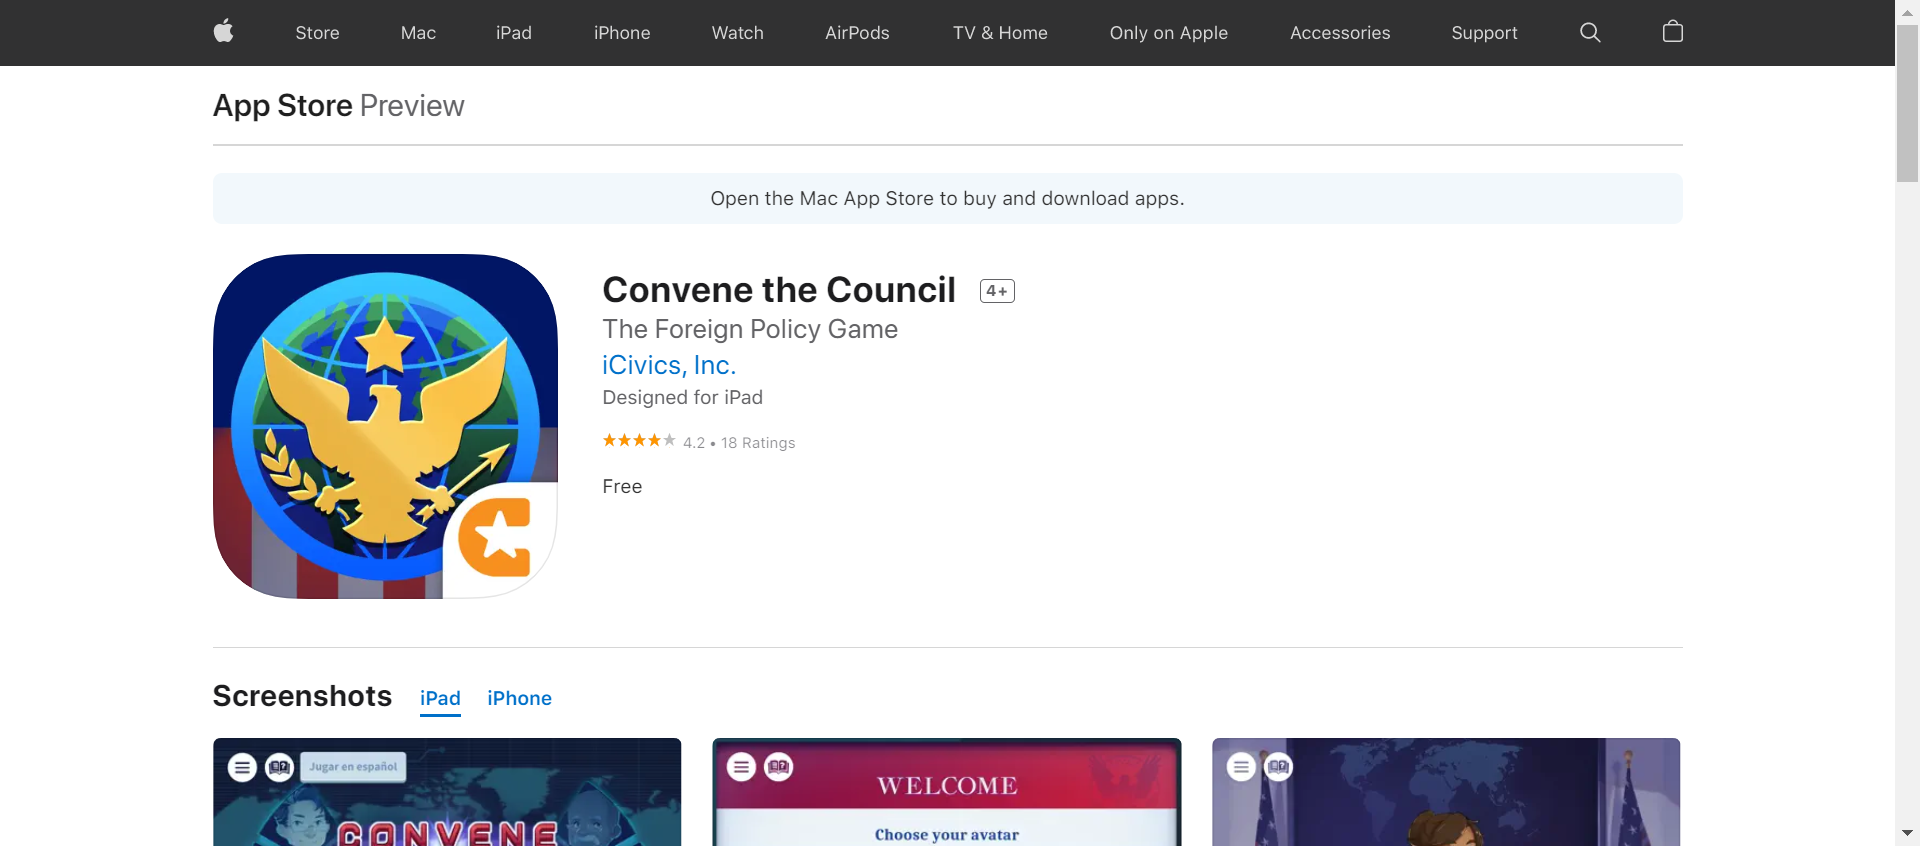 Store Mac iPad iPhone Watch AirPods TV & Home Only on Apple Accessories Support
App Store Preview
Open the Mac App Store to buy and download apps.
Convene the Council 4+
The Foreign Policy Game
iCivics, Inc.
Designed for iPad
4.2 • 18 Ratings
Free
Screenshots iPad iPhone
Jugar en español
CONVENE
WELCOME
Choose your avatar